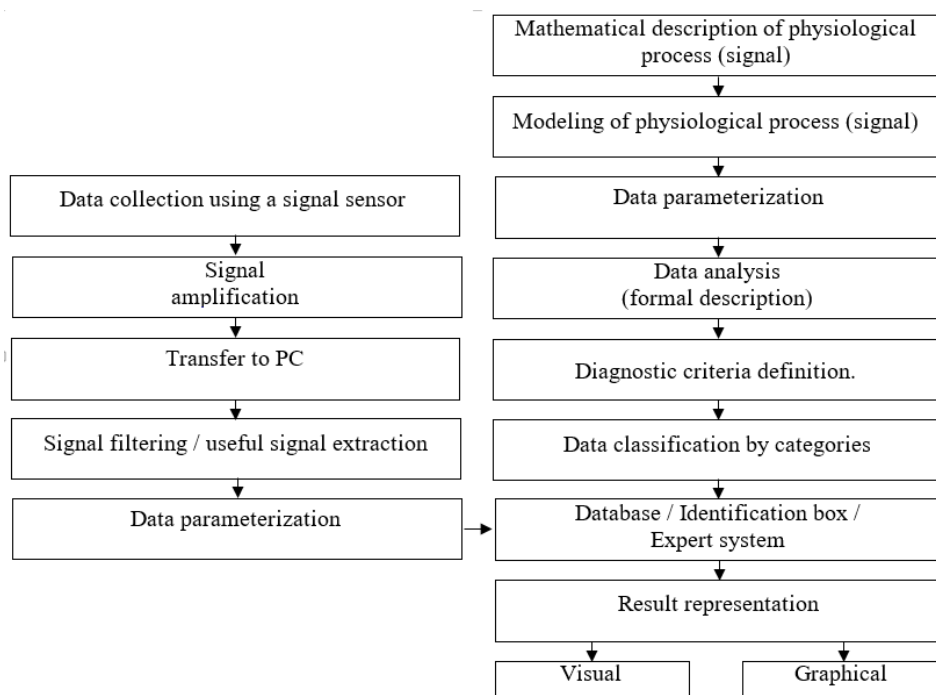 Data collection using a signal sensor
Signal
amplification
Transfer to PC
Signal filtering / useful signal extraction
Data parameterization
Mathematical description of physiological
process (signal)
Modeling of physiological process (signal)
Data parameterization
Data analysis
(formal description)
Diagnostic criteria definition.
Data classification by categories
Database / Identification box /
Expert system
Result representation
Visual
Graphical